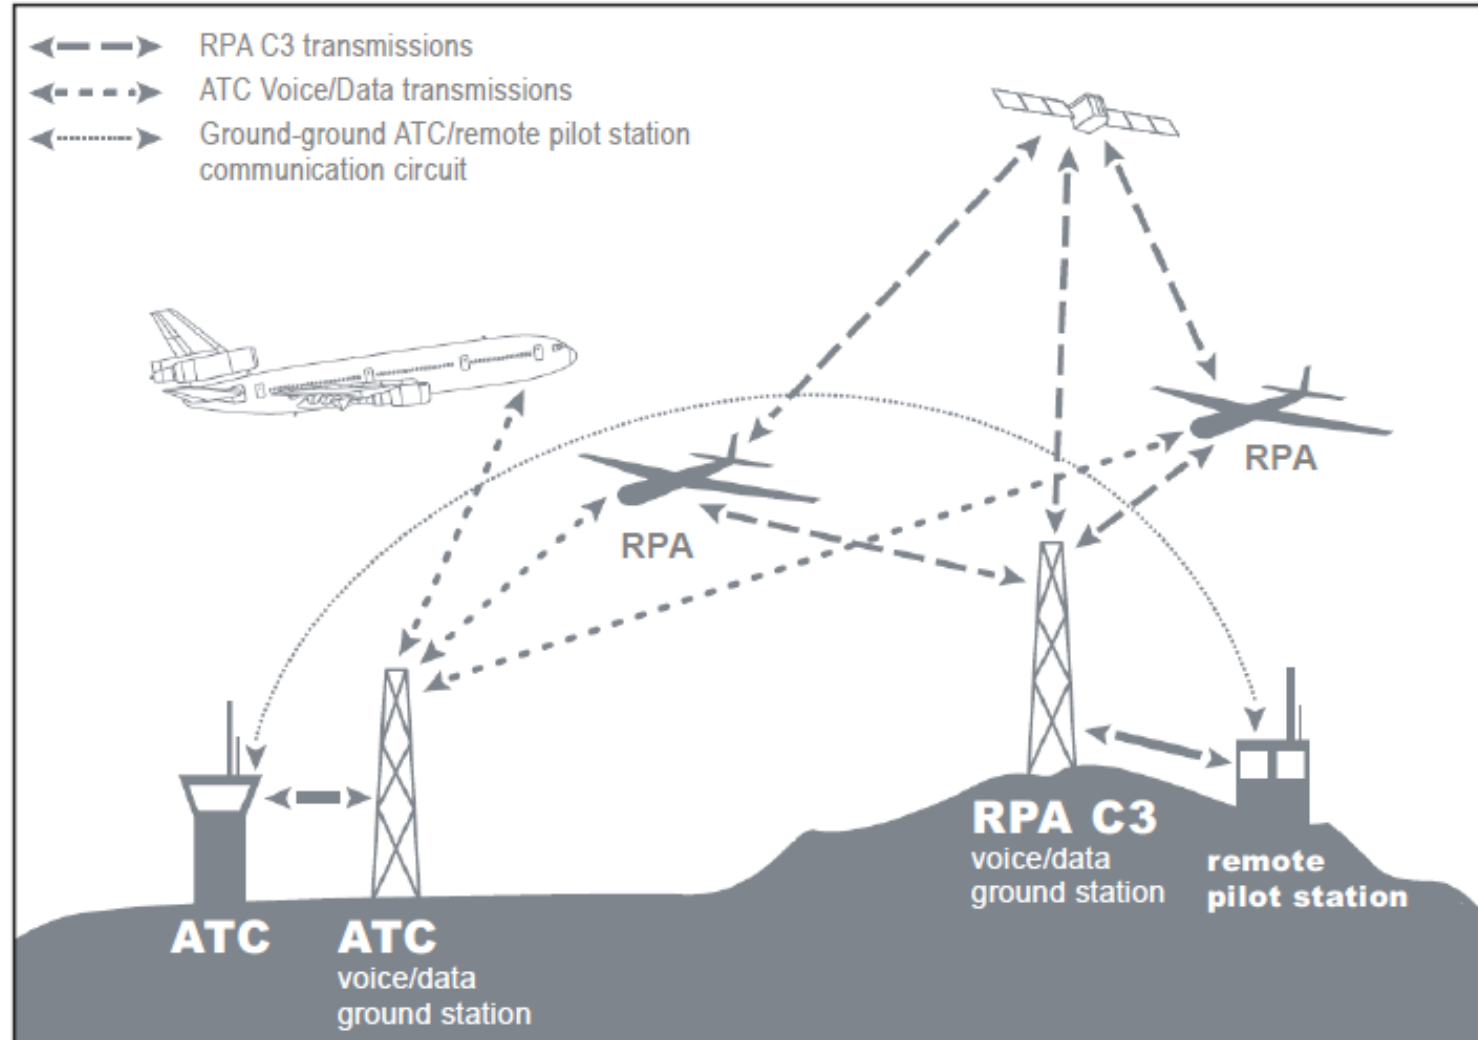 RPA C3 transmissions
ATC Voice/Data transmissions
Ground-ground ATC/remote pilot station
communication circuit
RPA
RPA
ATC
ATC
voice/data
ground station
RPA C3
voice/data
ground station
remote
pilot station